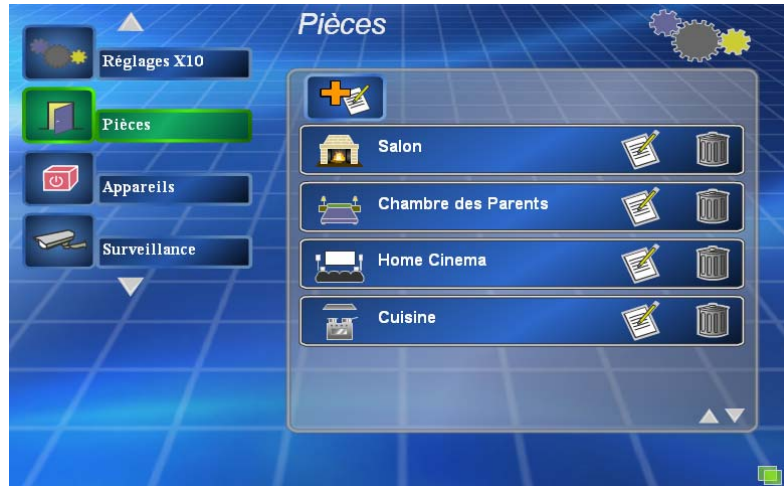 Pièces
Réglages X10
Pièces
Appareils
Surveillance
Salon
Chambre des Parents
Home Cinema
Cuisine